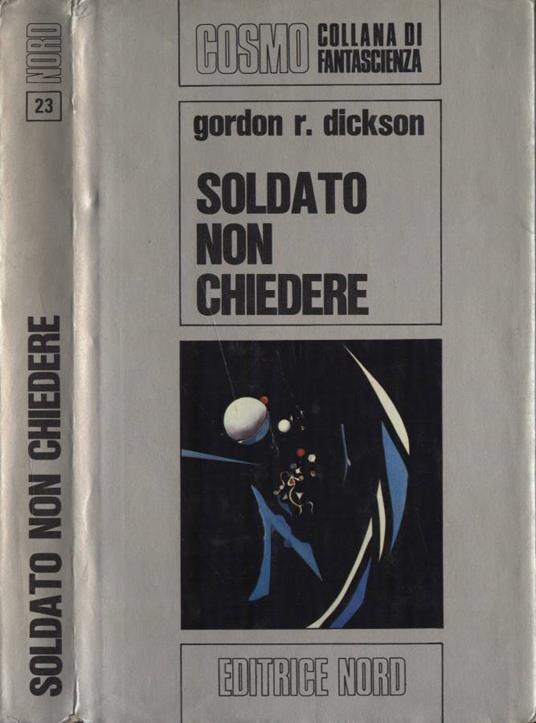 NORD
23
SOLDATO NON CHIEDERE
COSMO
COLLANA DI
FANTASCIENZA
gordon r. dickson
SOLDATO
NON
CHIEDERE
EDITRICE NORD